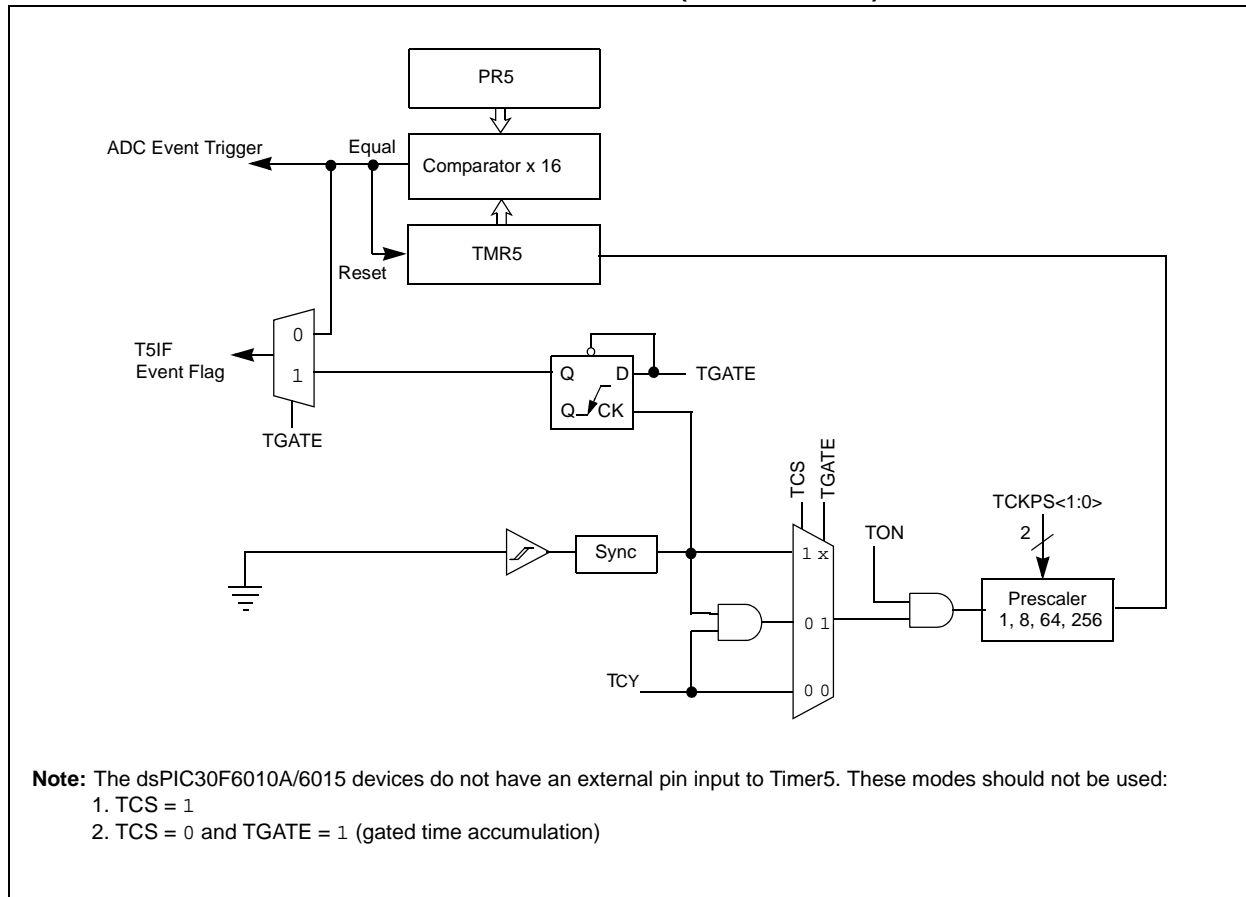 PR5
ADC Event Trigger
Equal
Comparator x 16
TMR5
Reset
0
1
T5IF
Event Flag
TGATE
Q
D
TGATE
Q
CK
TCS
TGATE
TCKPS<1:0>
2
TON
Sync
1 x
Prescaler
1, 8, 64, 256
0 1
TCY
0 0
Note: The dsPIC30F6010A/6015 devices do not have an external pin input to Timer5. These modes should not be used:
1. TCS = 1
2. TCS = 0 and TGATE = 1 (gated time accumulation)